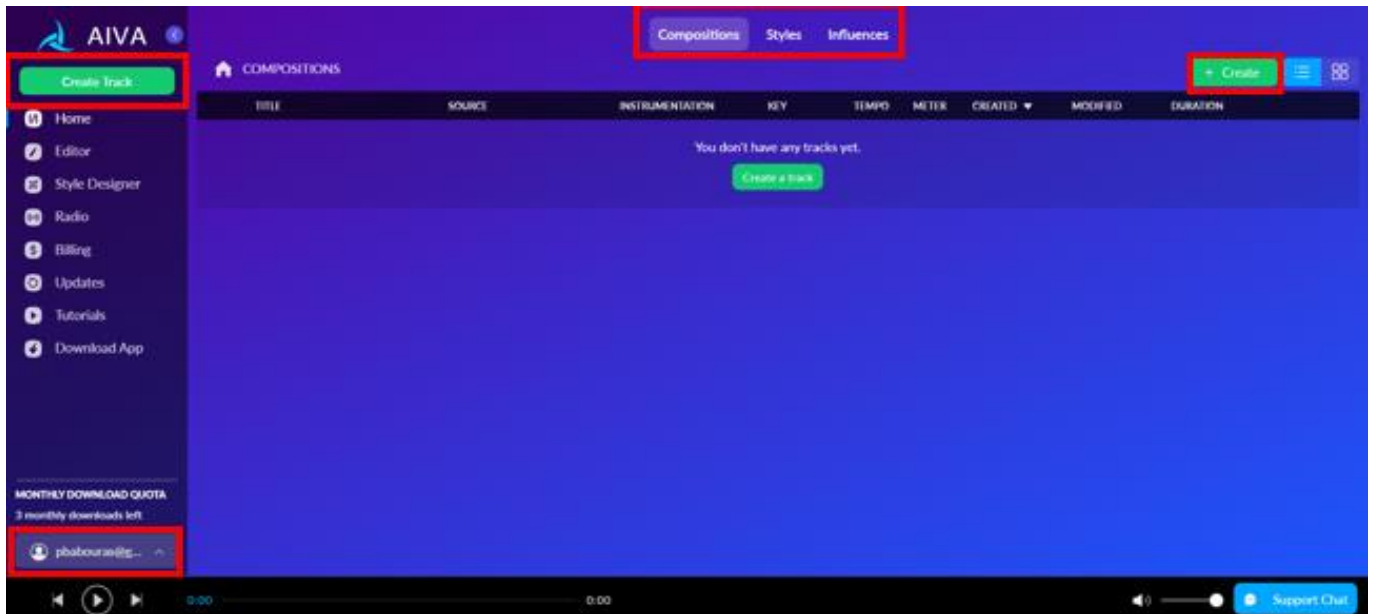 AIVA
Create Track
Home
Editor
Style Designer
Radio
Billing
Updates
Tutorials
Download App
MONTHLY DOWNLOAD QUOTA
3 monthly downloads left
pbabouras@g...
Compositions Styles Influences
COMPOSITIONS
+ Create
TITLE SOURCE INSTRUMENTATION KEY TEMPO METER CREATED MODIFIED DURATION
You don't have any tracks yet.
Create a track
0:00 0:00
Support Chat